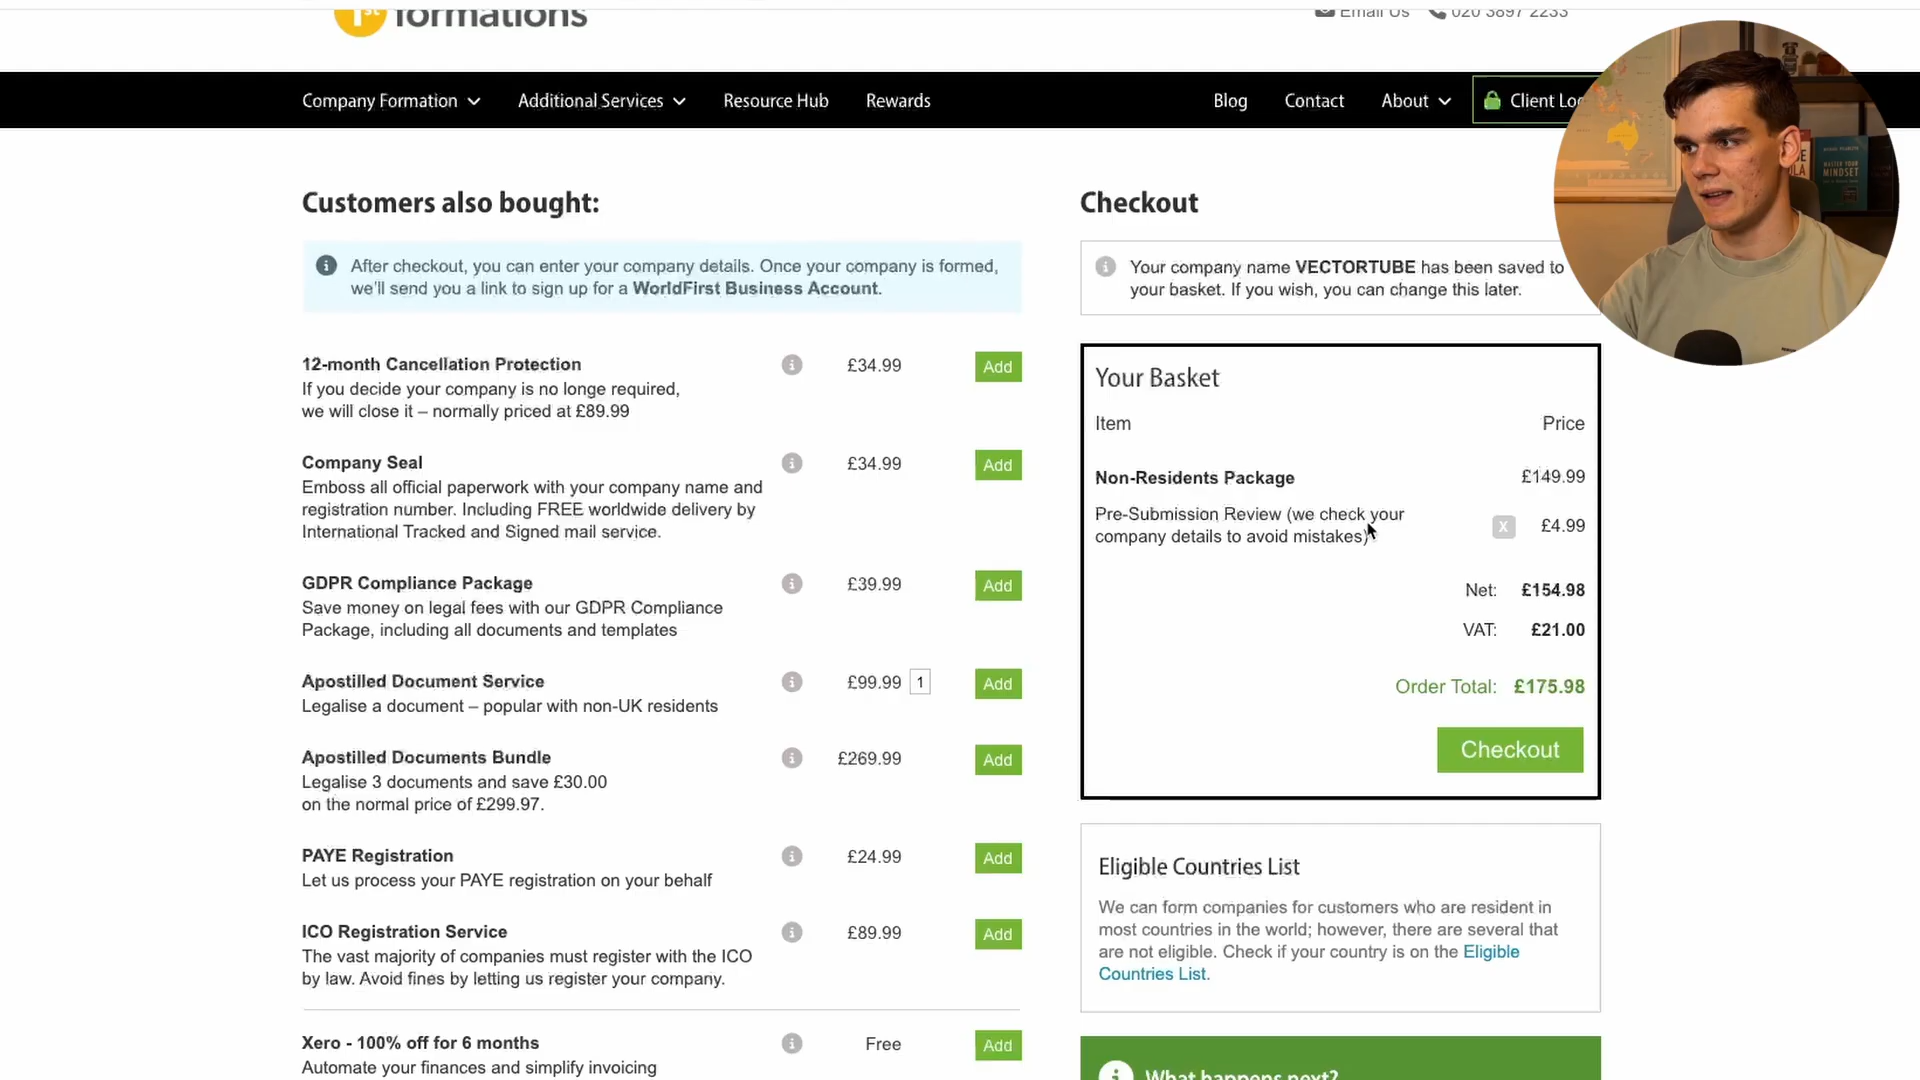 1st formations
Email Us 020 3897 2233
Company Formation Additional Services Resource Hub Rewards Blog Contact About Client Log
Customers also bought:
After checkout, you can enter your company details. Once your company is formed,
we'll send you a link to sign up for a WorldFirst Business Account.
12-month Cancellation Protection £34.99 Add
If you decide your company is no longer required,
we will close it – normally priced at £89.99
Company Seal £34.99 Add
Emboss all official paperwork with your company name and
registration number. Including FREE worldwide delivery by
International Tracked and Signed mail service.
GDPR Compliance Package £39.99 Add
Save money on legal fees with our GDPR Compliance
Package, including all documents and templates
Apostilled Document Service £99.99 1 Add
Legalise a document – popular with non-UK residents
Apostilled Documents Bundle £269.99 Add
Legalise 3 documents and save £30.00
on the normal price of £299.97.
PAYE Registration £24.99 Add
Let us process your PAYE registration on your behalf
ICO Registration Service £89.99 Add
The vast majority of companies must register with the ICO
by law. Avoid fines by letting us register your company.
Xero - 100% off for 6 months Free Add
Automate your finances and simplify invoicing
Checkout
Your company name VECTORTUBE has been saved to
your basket. If you wish, you can change this later.
Your Basket
Item Price
Non-Residents Package £149.99
Pre-Submission Review (we check your
company details to avoid mistakes) X £4.99
Net: £154.98
VAT: £21.00
Order Total: £175.98
Checkout
Eligible Countries List
We can form companies for customers who are resident in
most countries in the world; however, there are several that
are not eligible. Check if your country is on the Eligible
Countries List.
What happens next?
MASTER YOUR
MINDSET